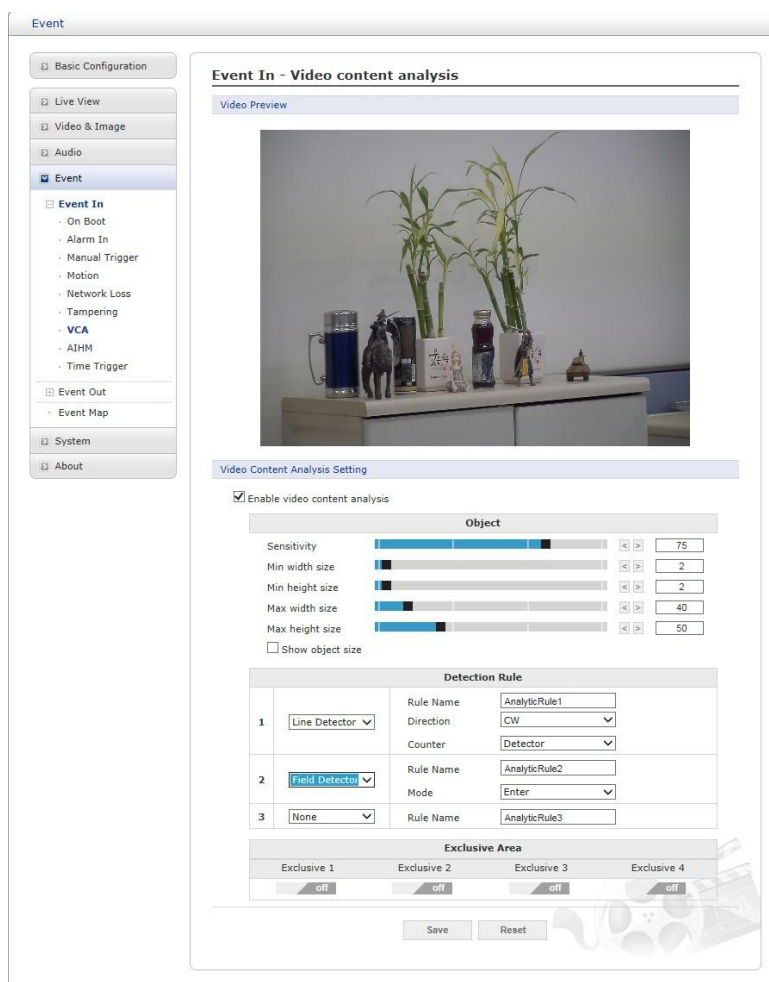 Event
Basic Configuration
Live View
Video & Image
Audio
Event
Event In
On Boot
Alarm In
Manual Trigger
Motion
Network Loss
Tampering
VCA
AIHM
Time Trigger
Event Out
Event Map
System
About
Event In - Video content analysis
Video Preview
Video Content Analysis Setting
Enable video content analysis
Object
Sensitivity < > 75
Min width size < > 2
Min height size < > 2
Max width size < > 40
Max height size < > 50
Show object size
Detection Rule
1 Line Detector
Rule Name AnalyticRule1
Direction CW
Counter Detector
2 Field Detector
Rule Name AnalyticRule2
Mode Enter
3 None Rule Name AnalyticRule3
Exclusive Area
Exclusive 1 Exclusive 2 Exclusive 3 Exclusive 4
off off off off
Save Reset